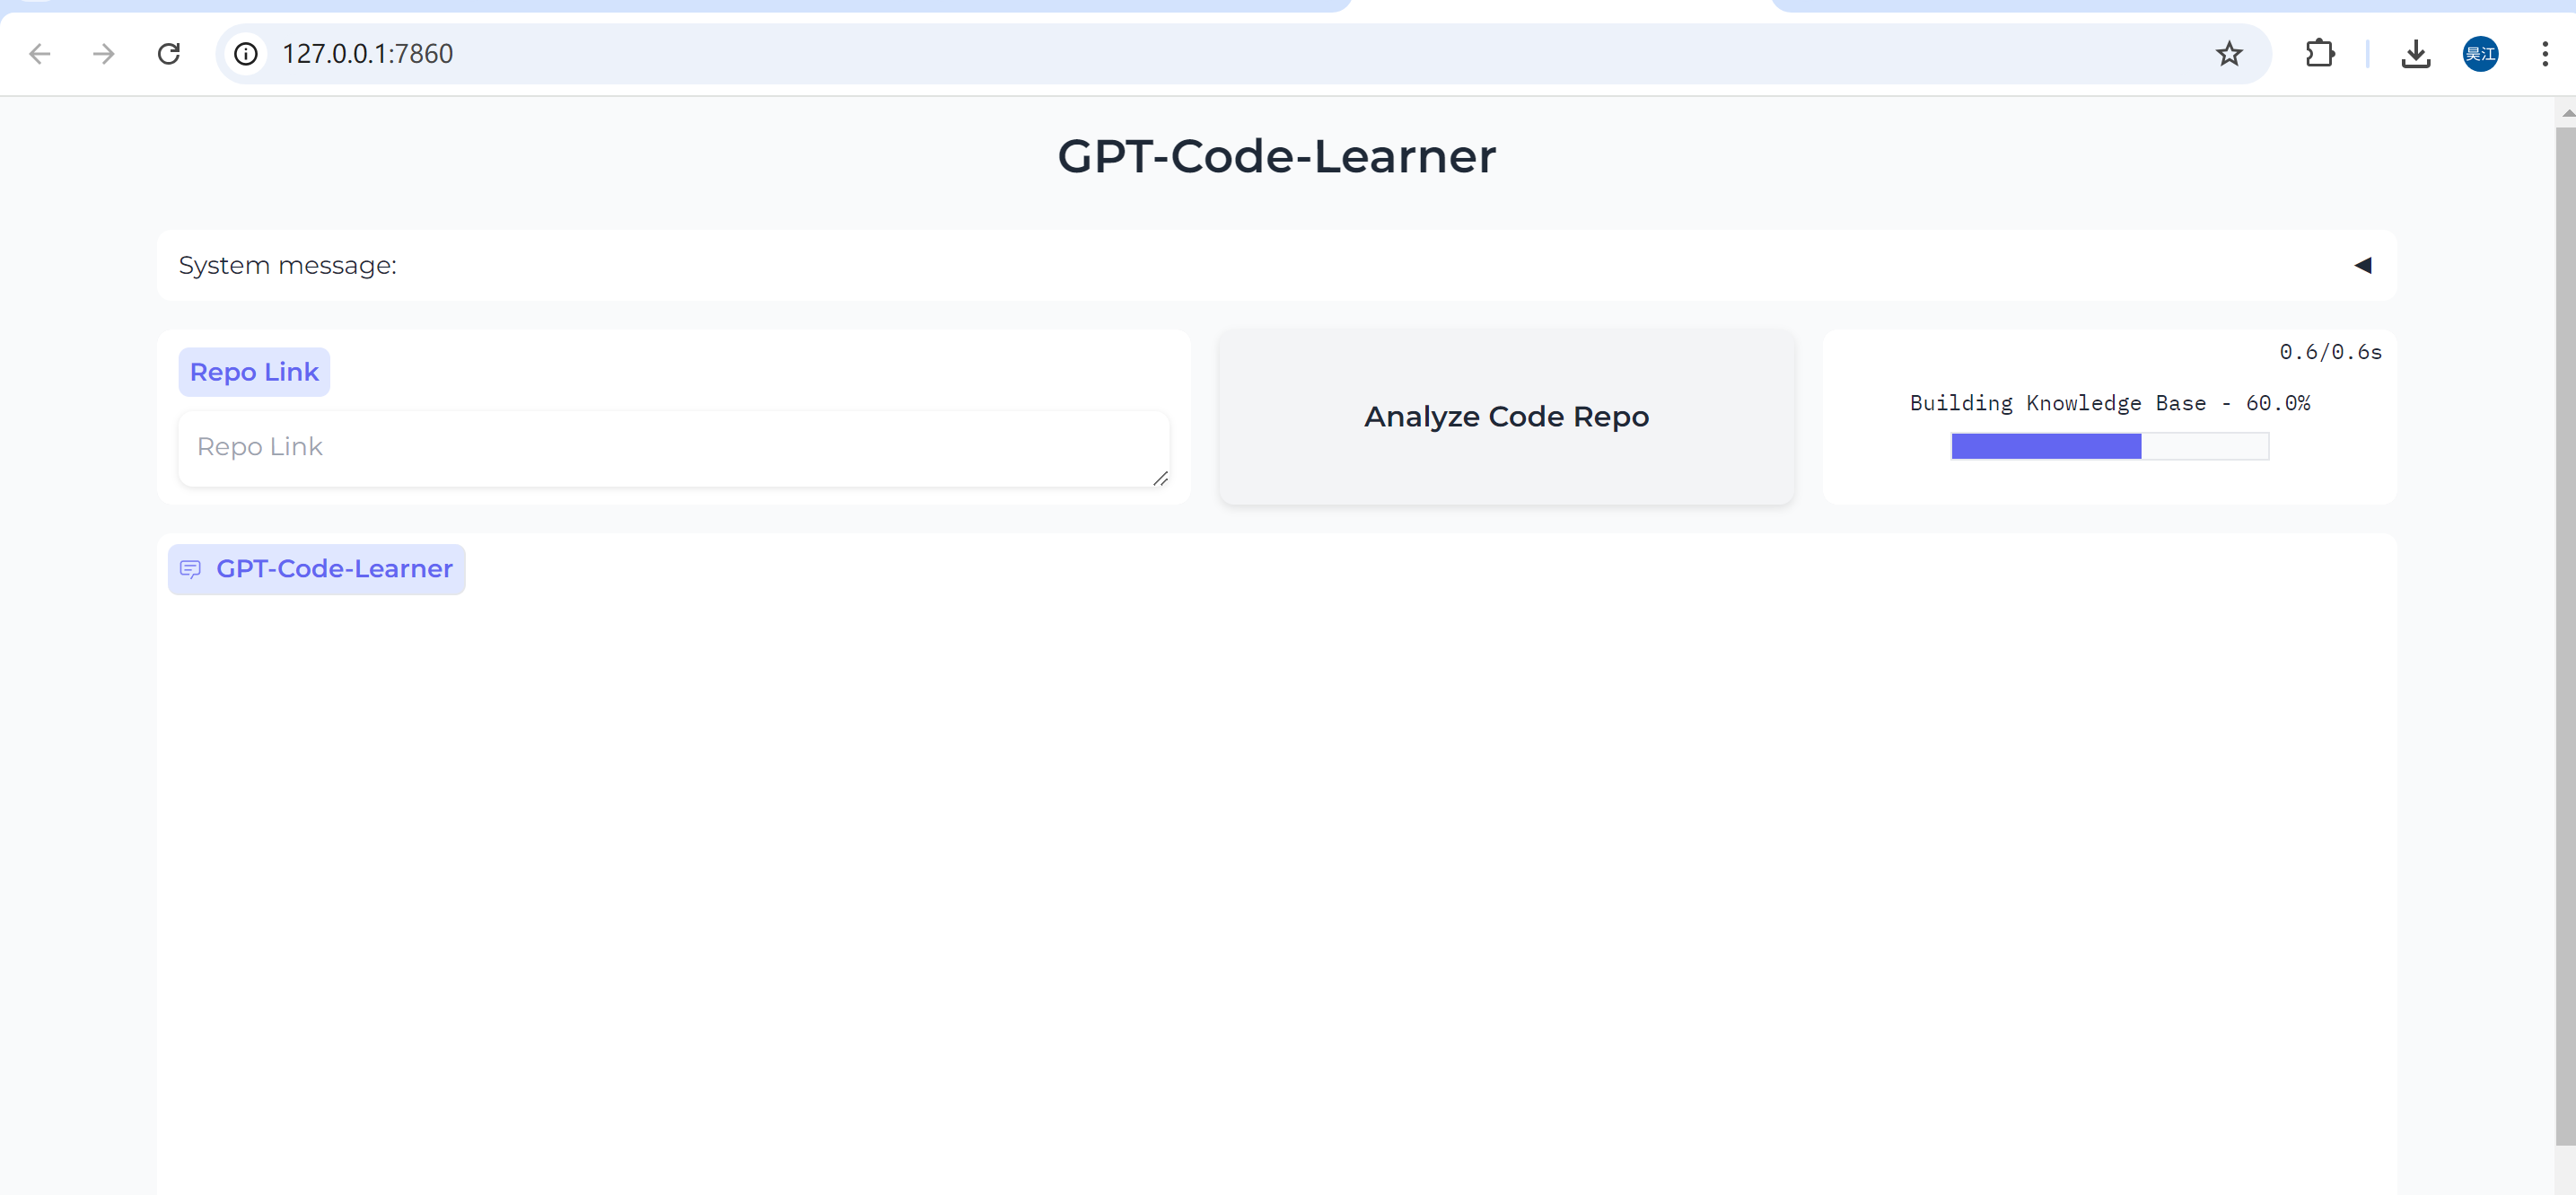 127.0.0.1:7860
昊江
GPT-Code-Learner
System message:
Repo Link
Repo Link
Analyze Code Repo
0.6/0.6s
Building Knowledge Base - 60.0%
GPT-Code-Learner